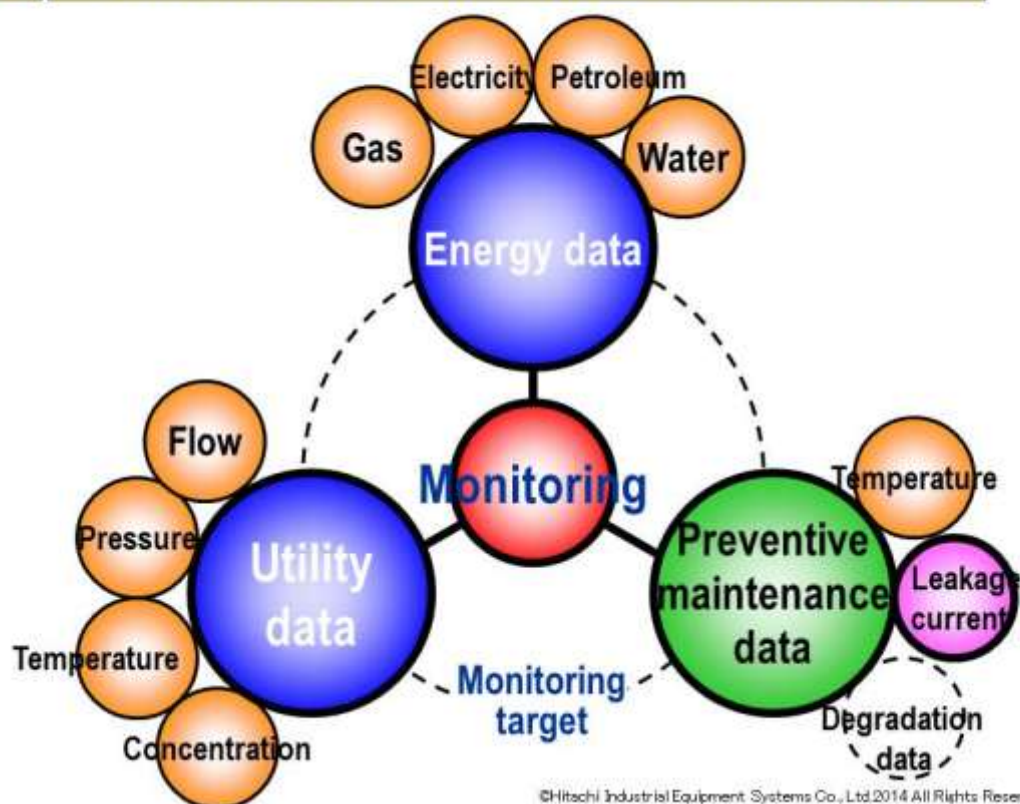 Electricity
Petroleum
Gas
Water
Energy data
Flow
Monitoring
Temperature
Pressure
Utility
data
Preventive
maintenance
data
Leakage
current
Temperature
Monitoring
target
Degradation
data
Concentration
©Hitachi Industrial Equipment Systems Co., Ltd.2014 All Rights